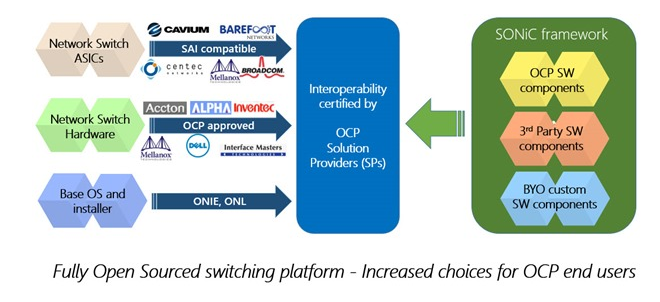 Network Switch
ASICs
CAVIUM
BAREFOOT
NETWORKS
SAI compatible
centec
networks
Mellanox
BROADCOM
Network Switch
Hardware
Accton
ALPHA
Inventec
OCP approved
Mellanox
DELL
Interface Masters
TECHNOLOGIES
Base OS and
installer
ONIE, ONL
Interoperability
certified by
OCP
Solution
Providers (SPs)
SONiC framework
OCP SW
components
3rd Party SW
components
BYO custom
SW components
Fully Open Sourced switching platform - Increased choices for OCP end users